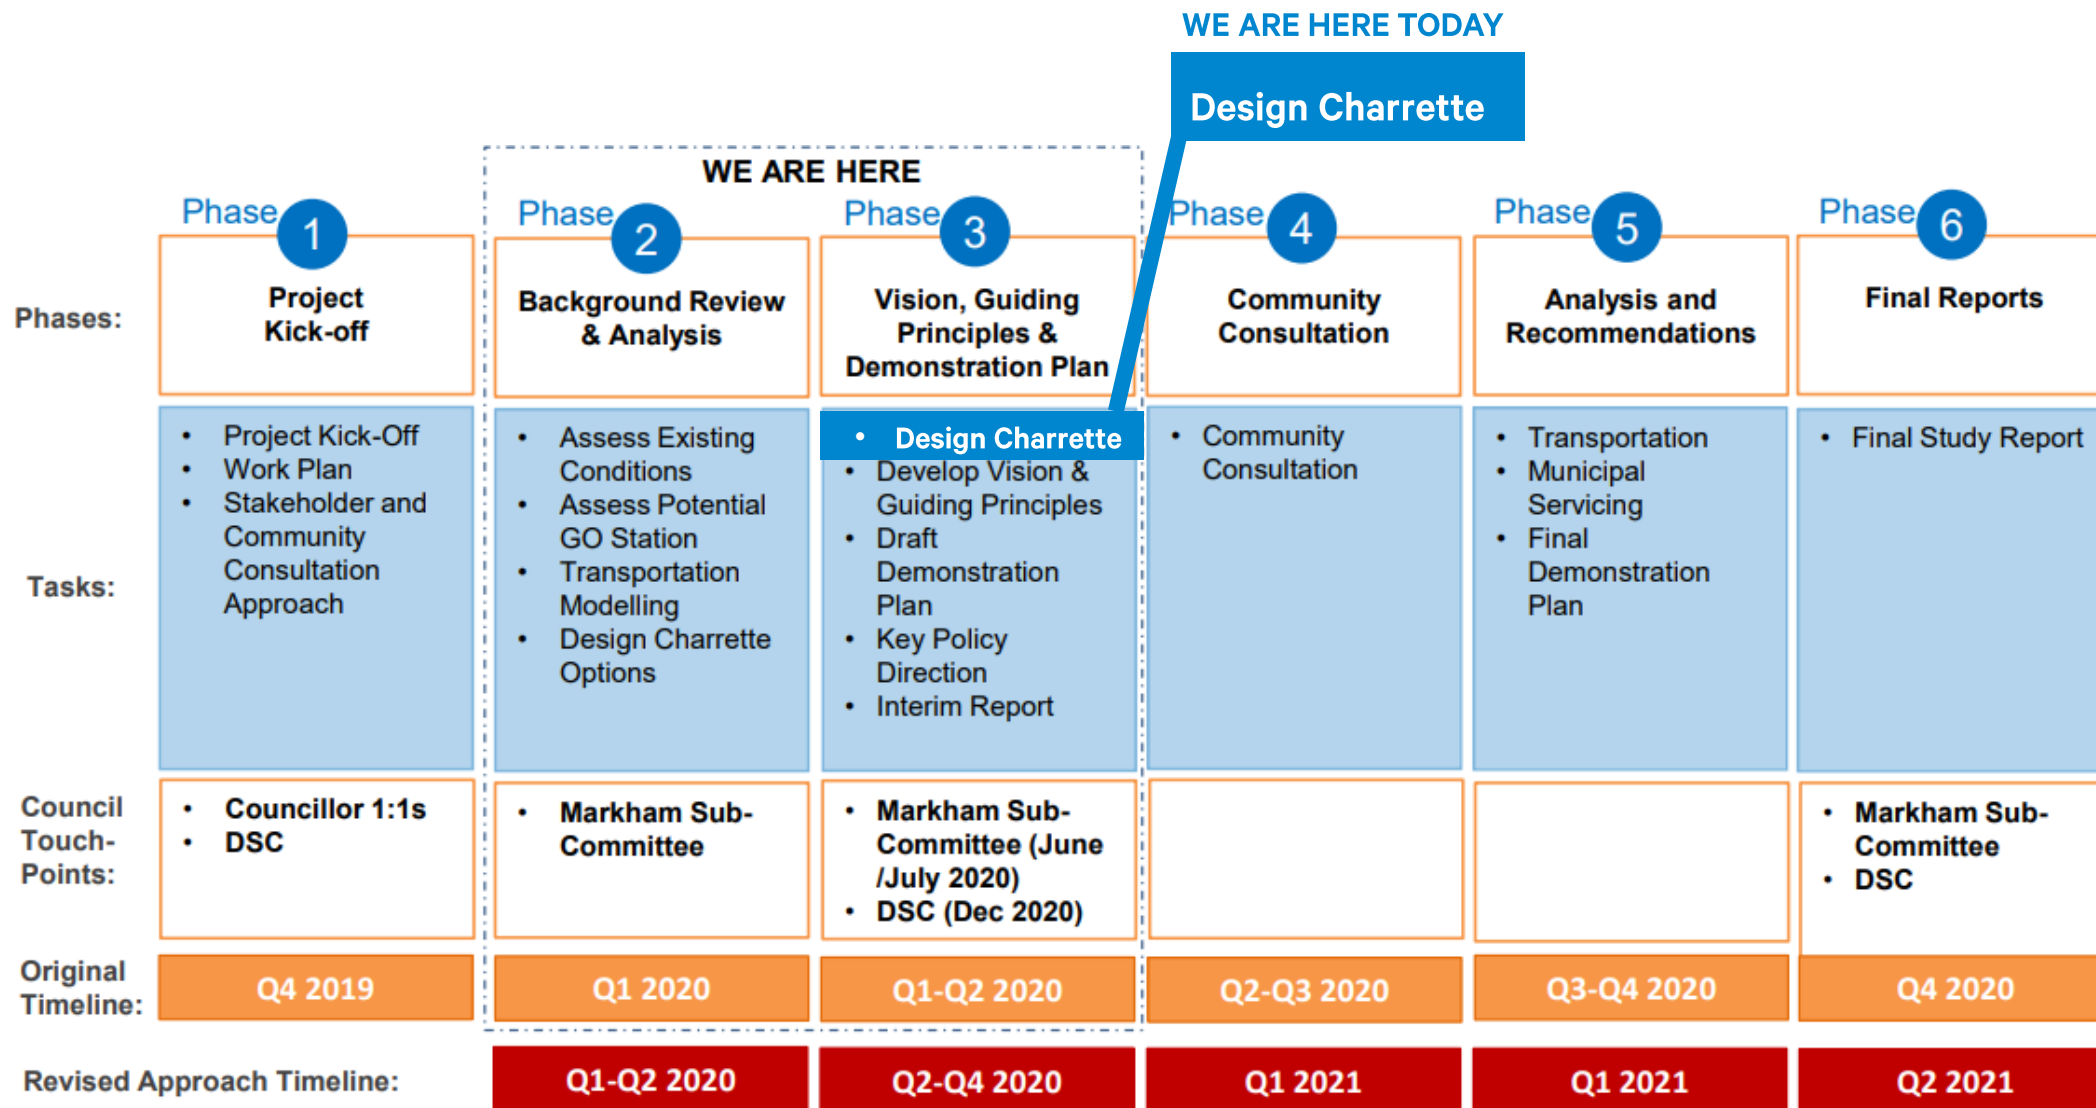 WE ARE HERE TODAY
Design Charrette
WE ARE HERE
Phase 1
Phase 2
Phase 3
Phase 4
Phase 5
Phase 6
Phases:
Project
Kick-off
Background Review
& Analysis
Vision, Guiding
Principles &
Demonstration Plan
Community
Consultation
Analysis and
Recommendations
Final Reports
Tasks:
• Project Kick-Off
• Work Plan
• Stakeholder and
Community
Consultation
Approach
• Assess Existing
Conditions
• Assess Potential
GO Station
• Transportation
Modelling
• Design Charrette
Options
• Design Charrette
• Develop Vision &
Guiding Principles
• Draft
Demonstration
Plan
• Key Policy
Direction
• Interim Report
• Community
Consultation
• Transportation
• Municipal
Servicing
• Final
Demonstration
Plan
• Final Study Report
Council
Touch-
Points:
• Councillor 1:1s
• DSC
• Markham Sub-
Committee
• Markham Sub-
Committee (June
/July 2020)
• DSC (Dec 2020)
• Markham Sub-
Committee
• DSC
Original
Timeline:
Q4 2019
Q1 2020
Q1-Q2 2020
Q2-Q3 2020
Q3-Q4 2020
Q4 2020
Revised Approach Timeline:
Q1-Q2 2020
Q2-Q4 2020
Q1 2021
Q1 2021
Q2 2021